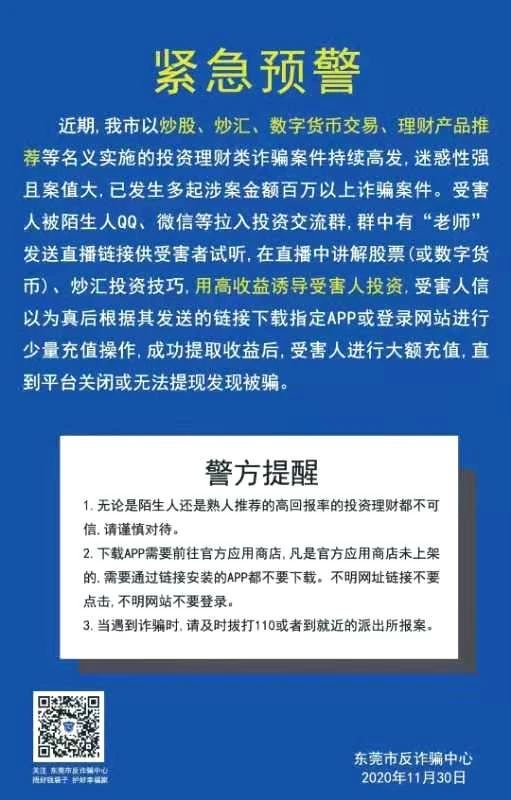 紧急预警
近期,我市以炒股、炒汇、数字货币交易、理财产品推
荐等名义实施的投资理财类诈骗案件持续高发,迷惑性强
且案值大,已发生多起涉案金额百万以上诈骗案件。受害
人被陌生人QQ、微信等拉入投资交流群,群中有“老师”
发送直播链接供受害者试听,在直播中讲解股票(或数字货
币)、炒汇投资技巧,用高收益诱导受害人投资,受害人信
以为真后根据其发送的链接下载指定APP或登录网站进行
少量充值操作,成功提取收益后,受害人进行大额充值,直
到平台关闭或无法提现发现被骗。
警方提醒
1.无论是陌生人还是熟人推荐的高回报率的投资理财都不可
信,请谨慎对待。
2.下载APP需要前往官方应用商店,凡是官方应用商店未上架
的,需要通过链接安装的APP都不要下载。不明网址链接不要
点击,不明网站不要登录。
3.当遇到诈骗时,请及时拔打110或者到就近的派出所报案。
关注 东莞市反诈骗中心
捂好钱袋子 护好幸福家
东莞市反诈骗中心
2020年11月30日